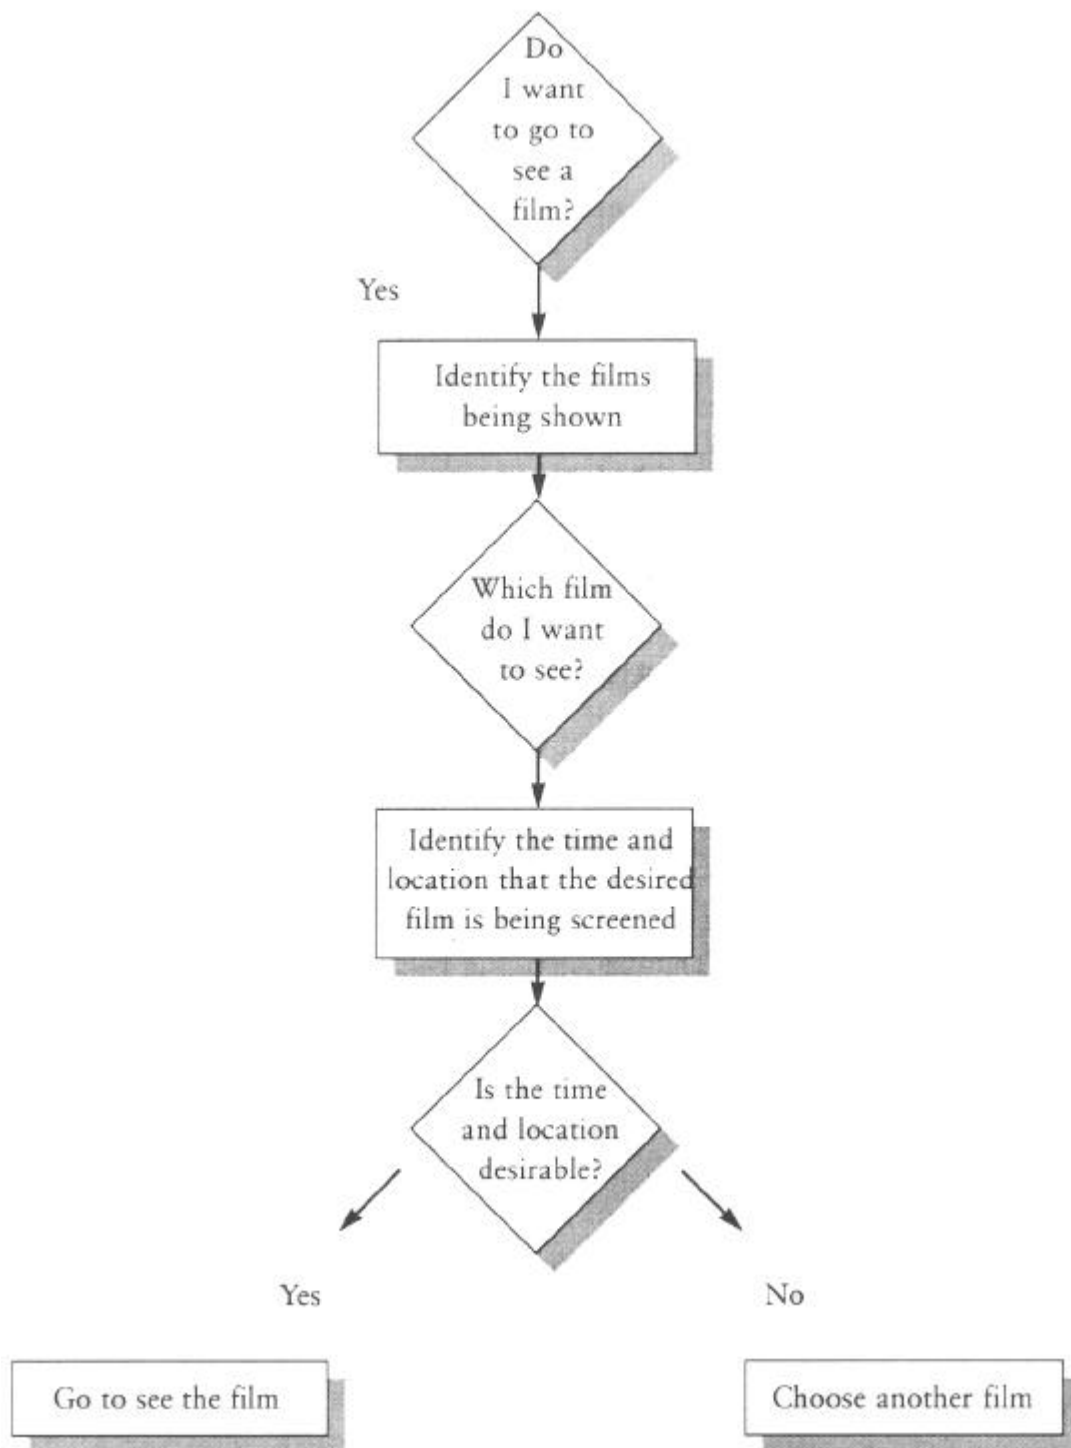 Do
I want
to go to
see a
film?
Yes
Identify the films
being shown
Which film
do I want
to see?
Identify the time and
location that the desired
film is being screened
Is the time
and location
desirable?
Yes
No
Go to see the film
Choose another film